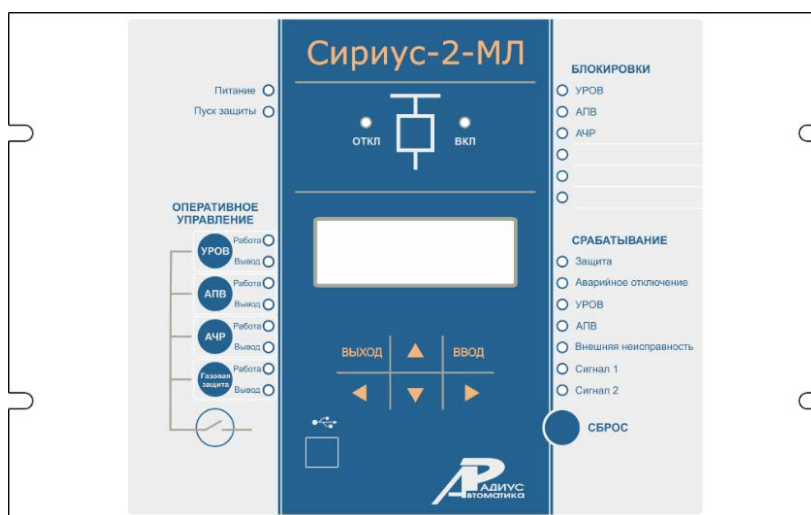 Сириус-2-МЛ
Питание
Пуск защиты
ОТКЛ
ВКЛ
ОПЕРАТИВНОЕ
УПРАВЛЕНИЕ
УРОВ
Работа
Вывод
АПВ
Работа
Вывод
АЧР
Работа
Вывод
Газовая
защита
Работа
Вывод
ВЫХОД
ВВОД
РАДИУС
Автоматика
БЛОКИРОВКИ
УРОВ
АПВ
АЧР
СРАБАТЫВАНИЕ
Защита
Аварийное отключение
УРОВ
АПВ
Внешняя неисправность
Сигнал 1
Сигнал 2
СБРОС